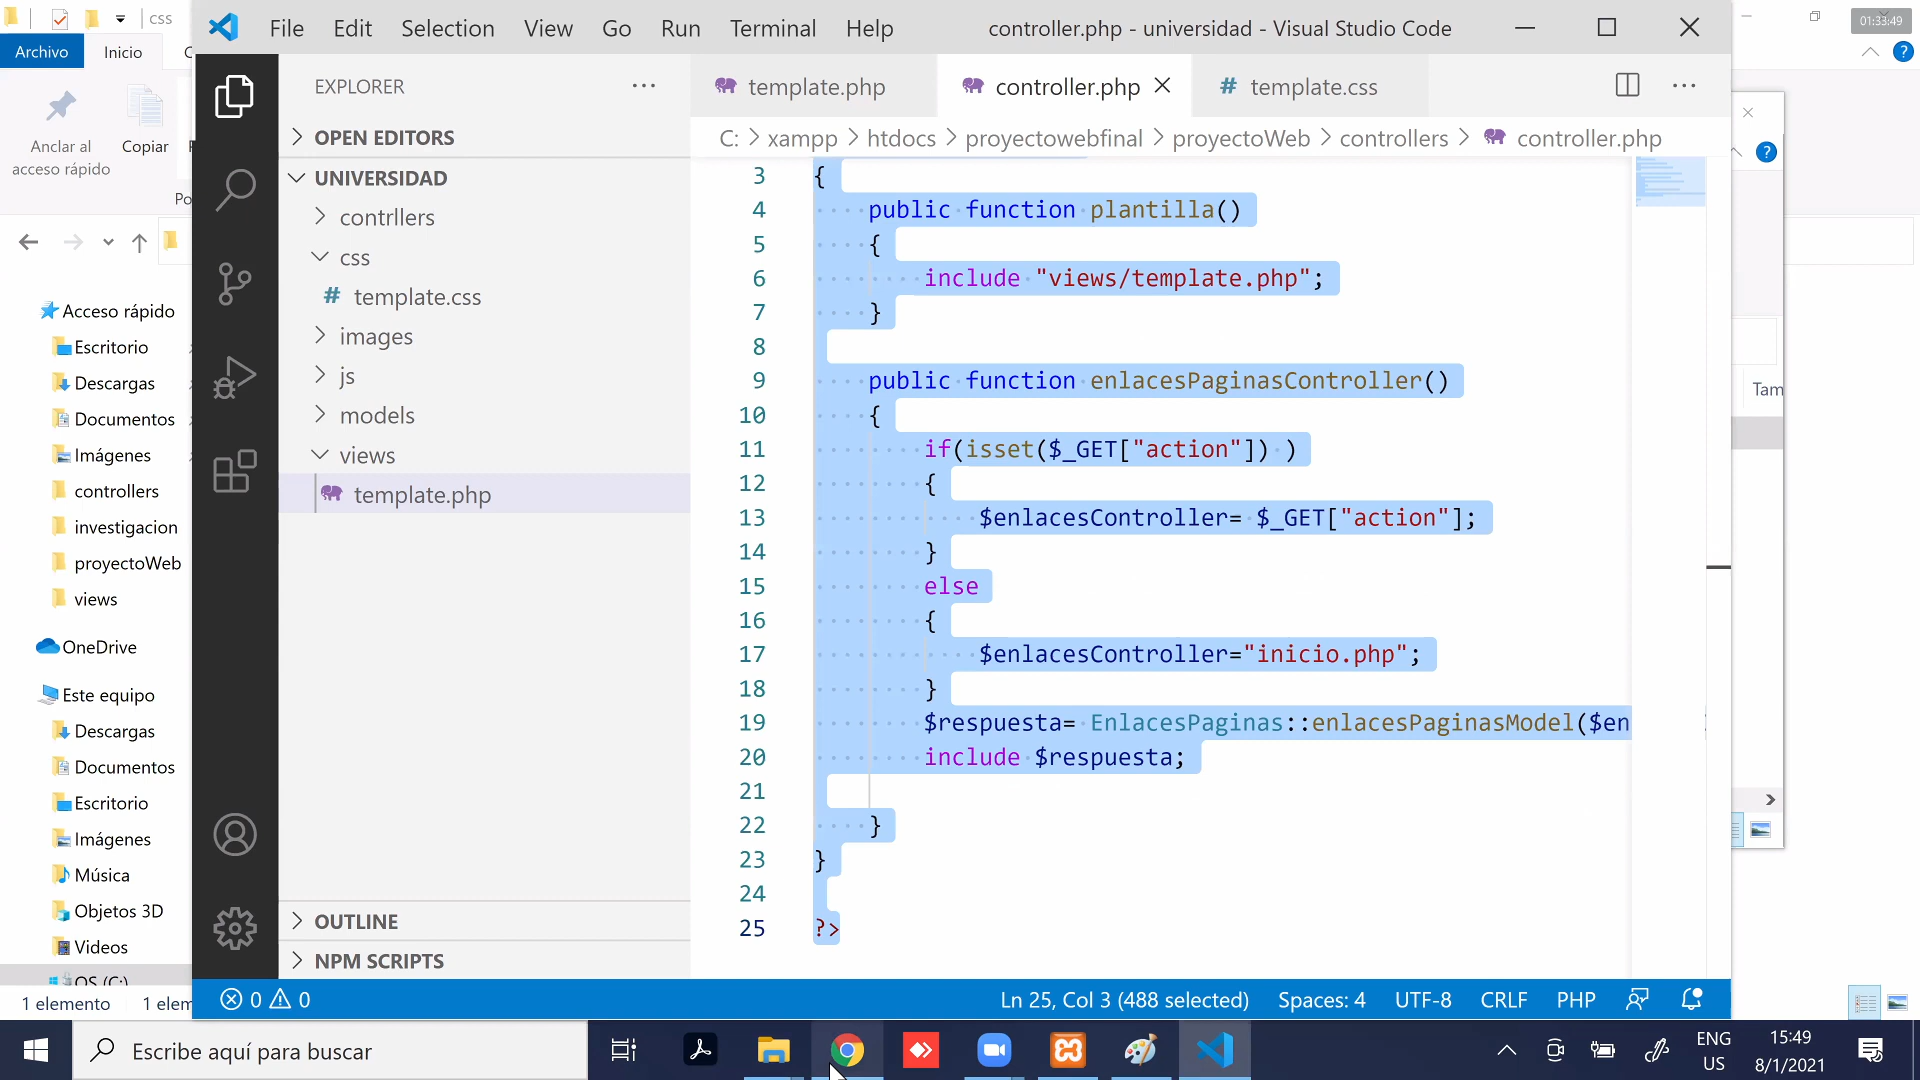 css
01:33:49
File Edit Selection View Go Run Terminal Help
controller.php - universidad - Visual Studio Code
Archivo Inicio
Anclar al
acceso rápido
Copiar
Po
EXPLORER
OPEN EDITORS
UNIVERSIDAD
contrllers
css
# template.css
images
js
models
views
template.php
OUTLINE
NPM SCRIPTS
template.php
controller.php
# template.css
C: > xampp > htdocs > proyectowebfinal > proyectoWeb > controllers > controller.php
3 {
4 public function plantilla()
5 {
6 include "views/template.php";
7 }
8
9 public function enlacesPaginasController()
10 {
11 if(isset($_GET["action"]) )
12 {
13 $enlacesController= $_GET["action"];
14 }
15 else
16 {
17 $enlacesController="inicio.php";
18 }
19 $respuesta= EnlacesPaginas::enlacesPaginasModel($en
20 include $respuesta;
21
22 }
23 }
24
25 ?>
Acceso rápido
Escritorio
Descargas
Documentos
Imágenes
controllers
investigacion
proyectoWeb
views
OneDrive
Este equipo
Descargas
Documentos
Escritorio
Imágenes
Música
Objetos 3D
Videos
OS (C:)
1 elemento 1 elem
Tam
0 0
Ln 25, Col 3 (488 selected) Spaces: 4 UTF-8 CRLF PHP
Escribe aquí para buscar
ENG
US
15:49
8/1/2021